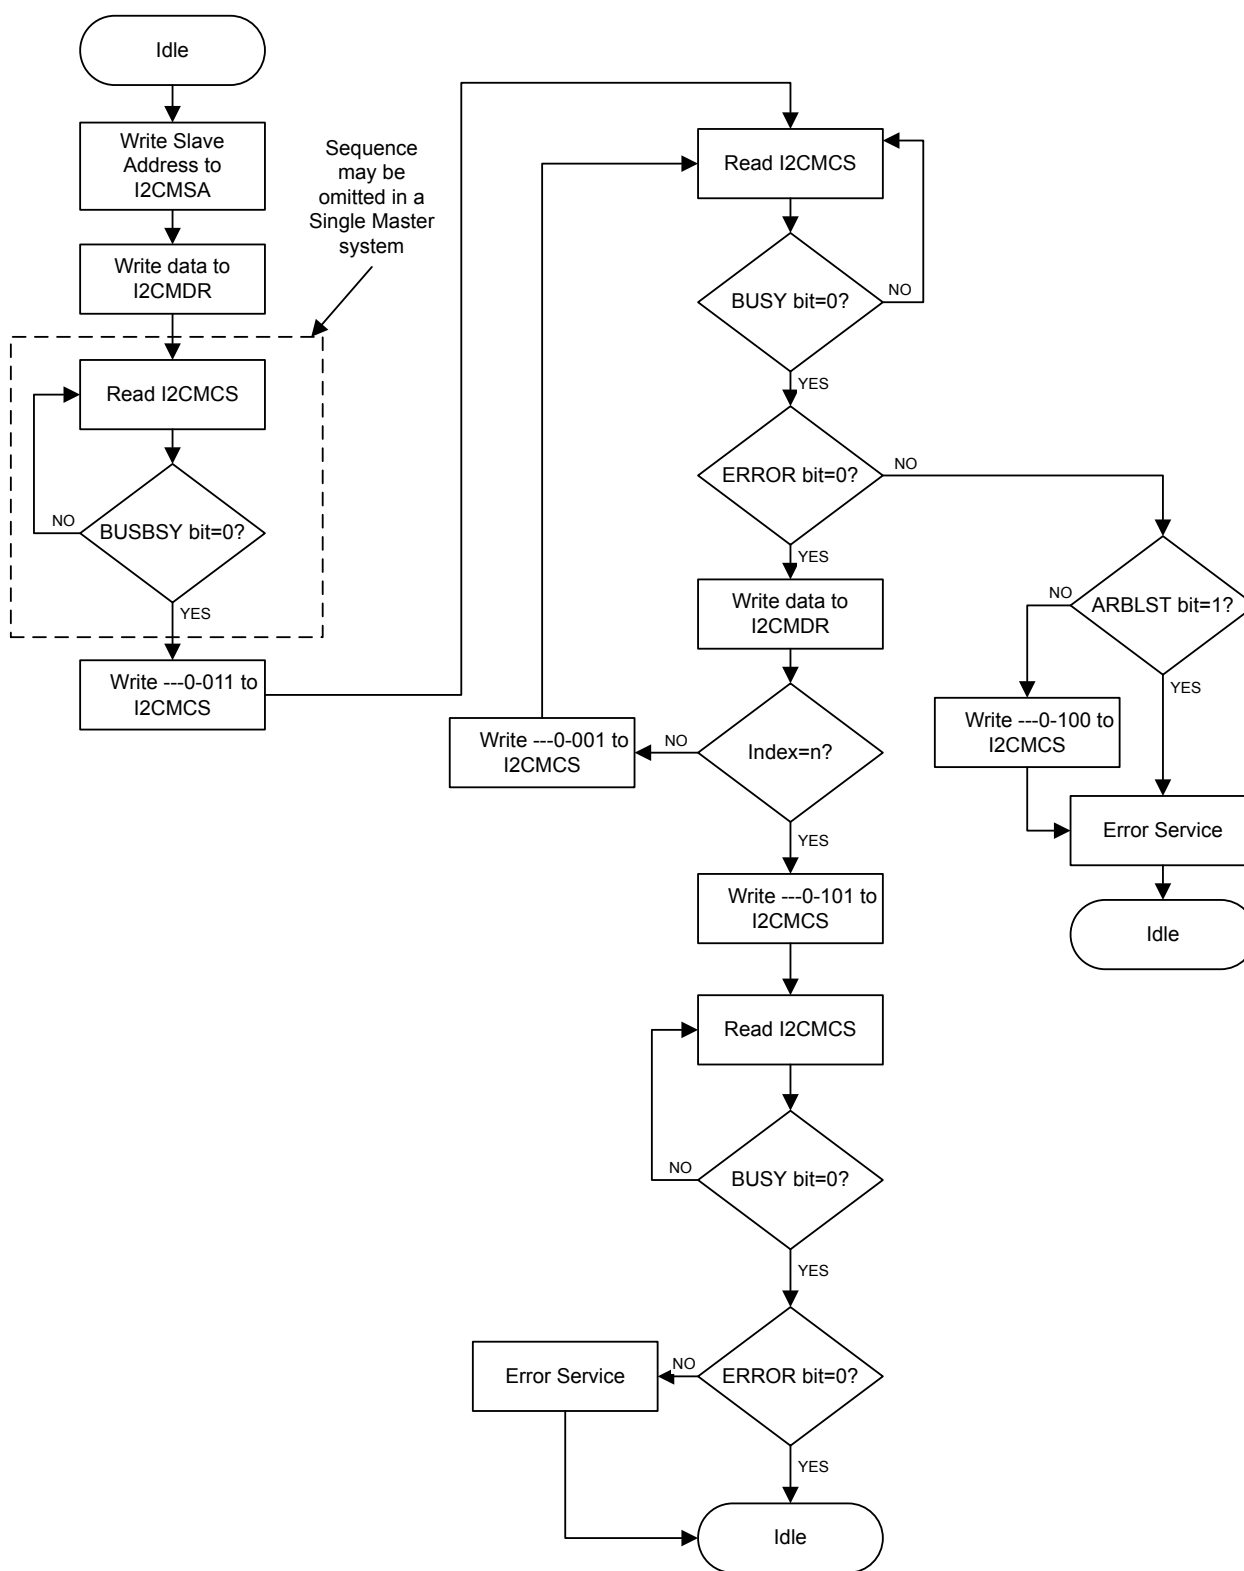 Idle
Write Slave
Address to
I2CMSA
Write data to
I2CMDR
Sequence
may be
omitted in a
Single Master
system
Read I2CMCS
BUSBSY bit=0?
NO
YES
Write ---0-011 to
I2CMCS
Read I2CMCS
BUSY bit=0?
NO
YES
ERROR bit=0?
NO
YES
Write data to
I2CMDR
Index=n?
NO
Write ---0-001 to
I2CMCS
YES
ARBLST bit=1?
NO
YES
Write ---0-100 to
I2CMCS
Error Service
Idle
Write ---0-101 to
I2CMCS
Read I2CMCS
BUSY bit=0?
NO
YES
ERROR bit=0?
NO
Error Service
YES
Idle